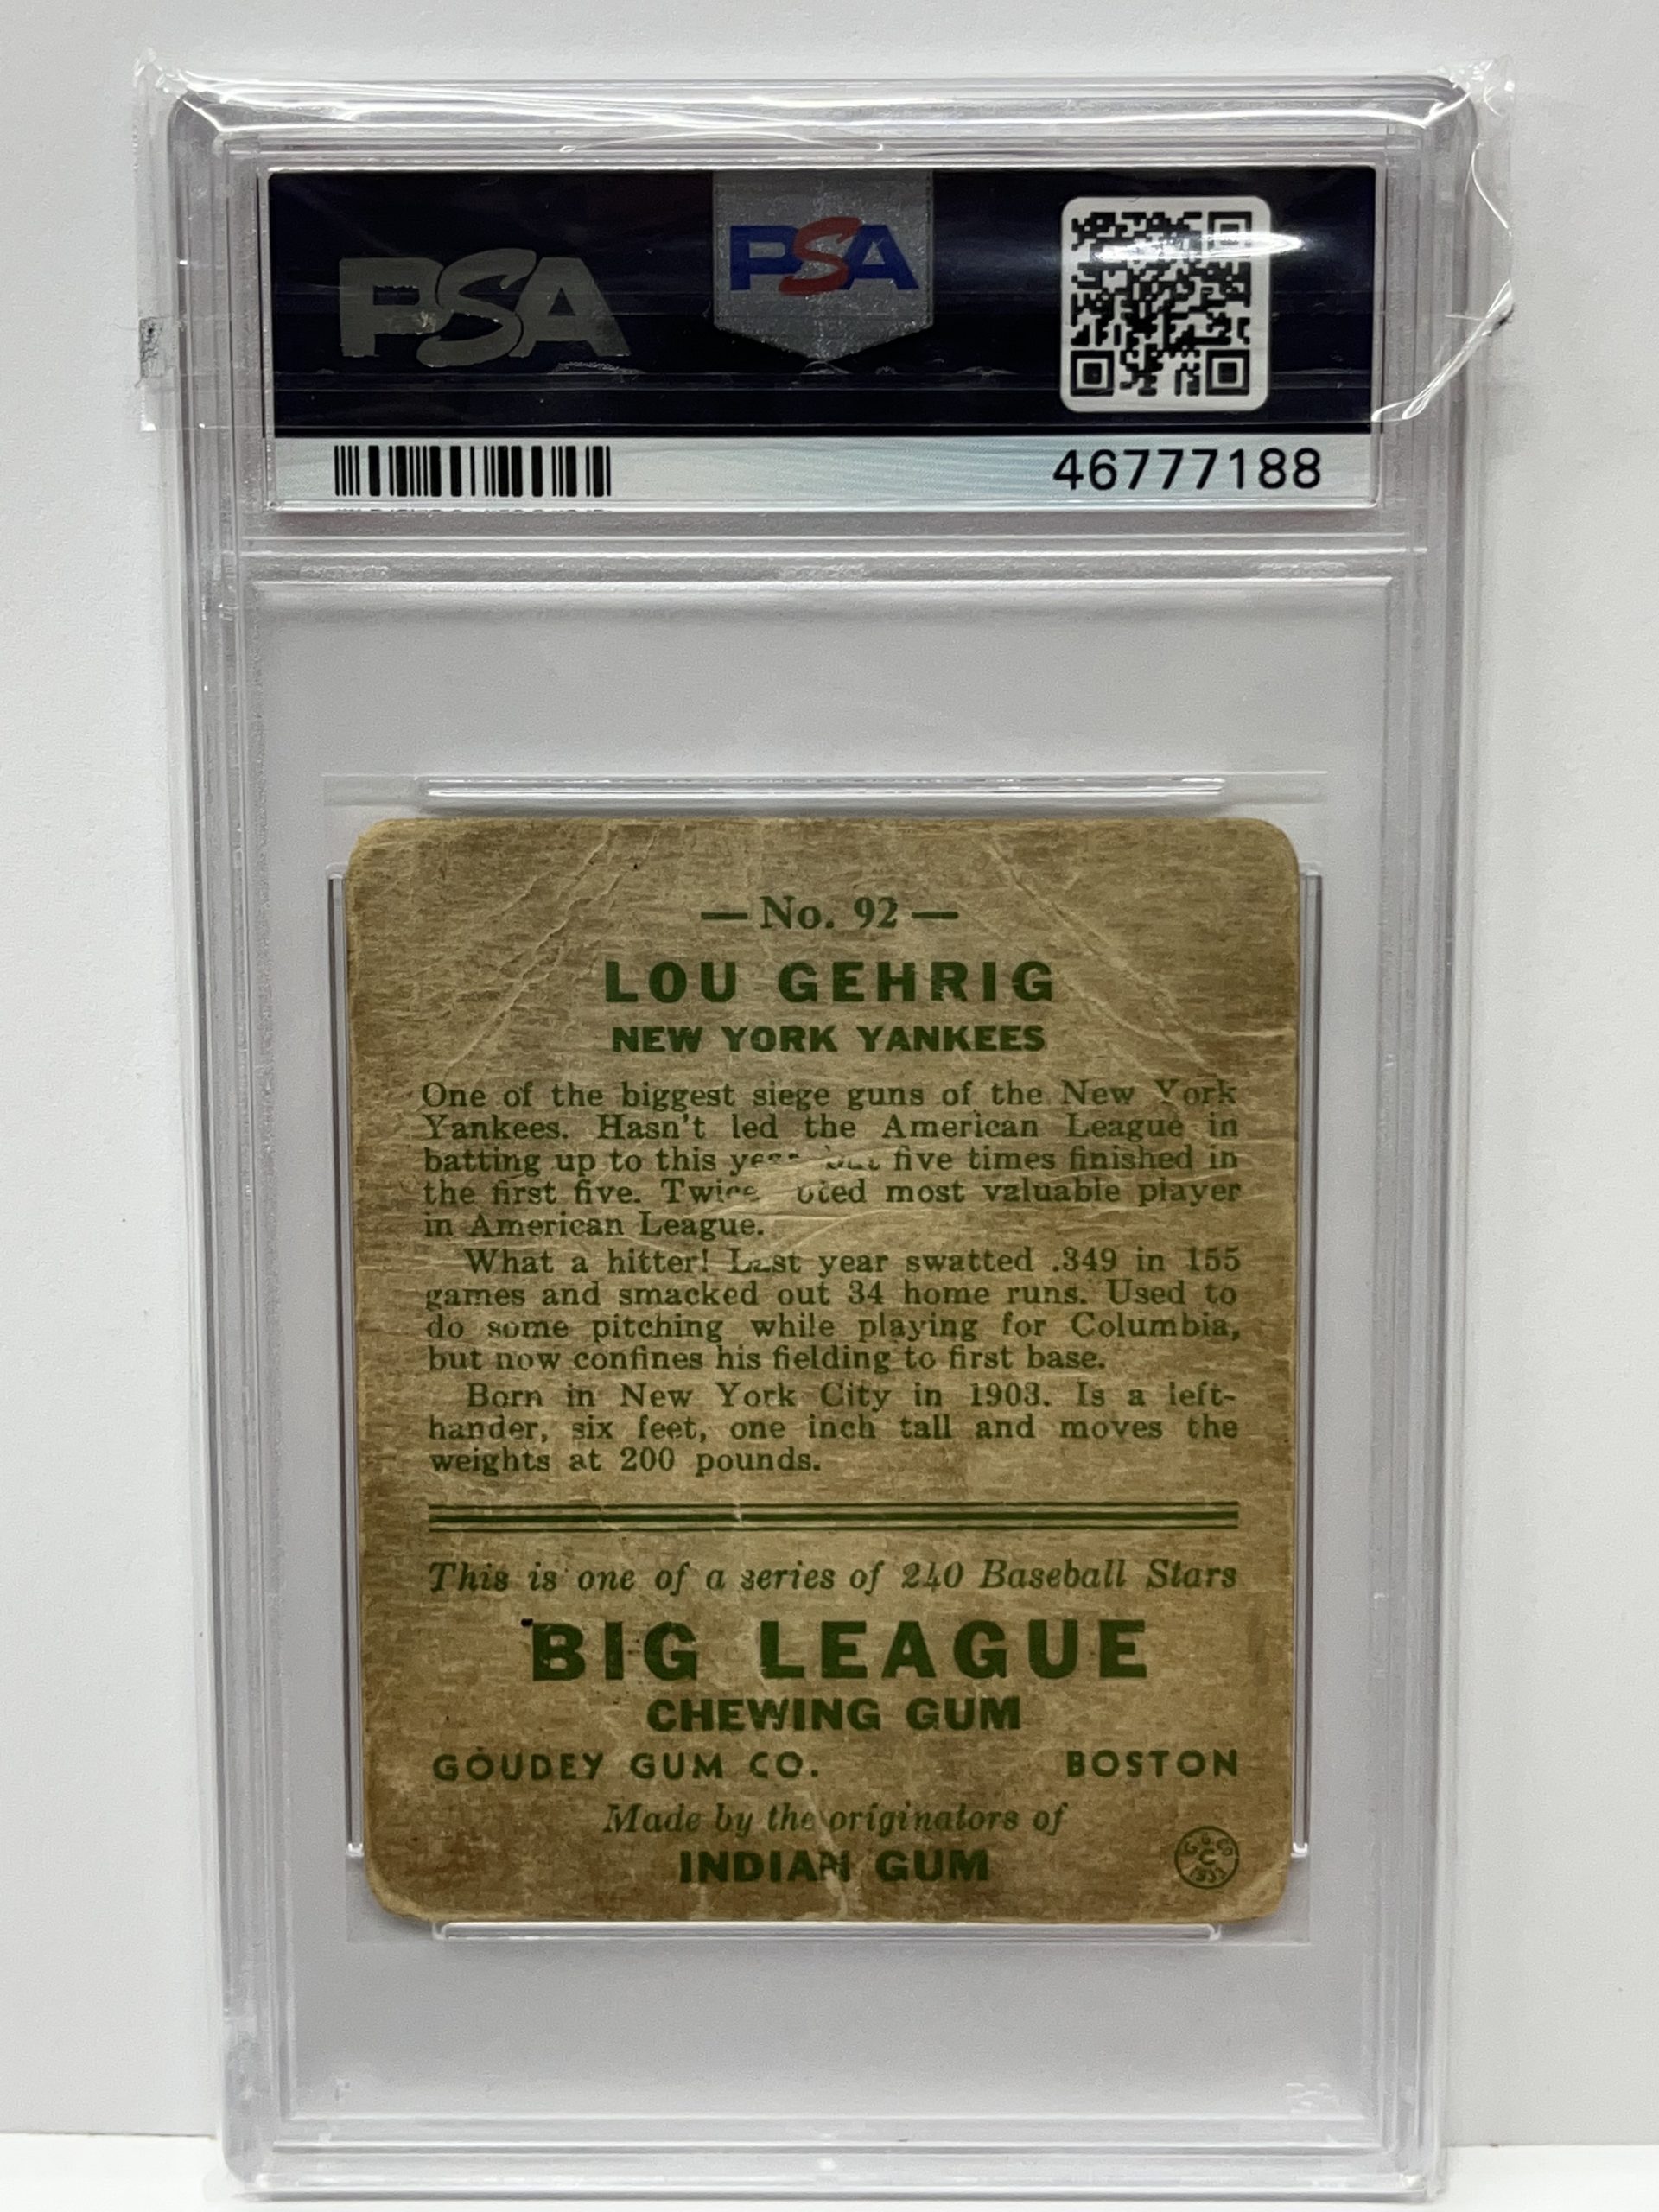 PSA
PSA
46777188
— No. 92 —
LOU GEHRIG
NEW YORK YANKEES
One of the biggest siege guns of the New York
Yankees. Hasn't led the American League in
batting up to this five times finished in
the first five. Twice most valuable player
in American League.
What a hitter! Last year swatted .349 in 155
games and smacked out 34 home runs. Used to
do some pitching while playing for Columbia,
but now confines his fielding to first base.
Born in New York City in 1903. Is a left-
hander, six feet, one inch tall and moves the
weights at 200 pounds.
This is one of a series of 240 Baseball Stars
BIG LEAGUE
CHEWING GUM
GOUDEY GUM CO. BOSTON
Made by the originators of
INDIAN GUM
G.G.Co
C
1933